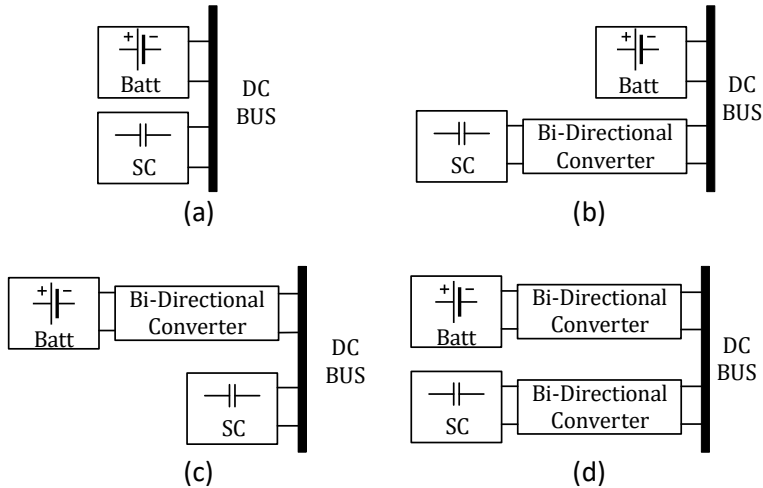 + −
Batt
SC
DC
BUS
(a)
+ −
Batt
SC
Bi-Directional
Converter
DC
BUS
(b)
+ −
Batt
Bi-Directional
Converter
SC
DC
BUS
(c)
+ −
Batt
Bi-Directional
Converter
SC
Bi-Directional
Converter
DC
BUS
(d)